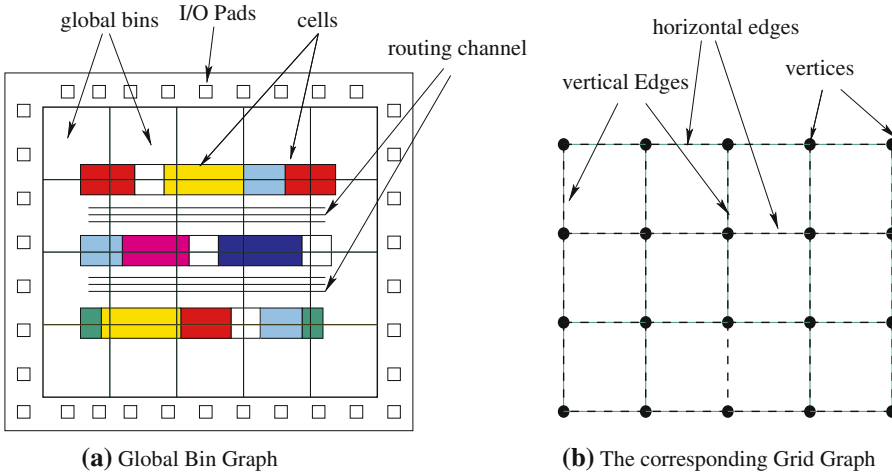 I/O Pads
global bins
cells
routing channel
horizontal edges
vertical Edges
vertices
(a) Global Bin Graph
(b) The corresponding Grid Graph